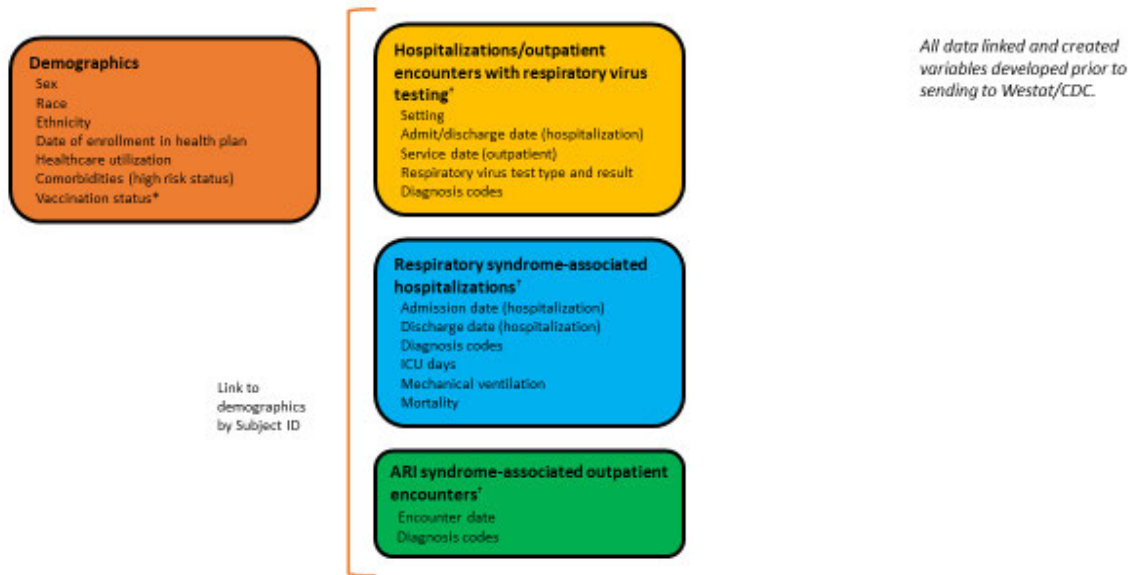 Demographics
Sex
Race
Ethnicity
Date of enrollment in health plan
Healthcare utilization
Comorbidities (high risk status)
Vaccination status*
Hospitalizations/outpatient
encounters with respiratory virus
testing†
Setting
Admit/discharge date (hospitalization)
Service date (outpatient)
Respiratory virus test type and result
Diagnosis codes
All data linked and created
variables developed prior to
sending to Westat/CDC.
Respiratory syndrome-associated
hospitalizations†
Admission date (hospitalization)
Discharge date (hospitalization)
Diagnosis codes
ICU days
Mechanical ventilation
Mortality
Link to
demographics
by Subject ID
ARI syndrome-associated outpatient
encounters†
Encounter date
Diagnosis codes